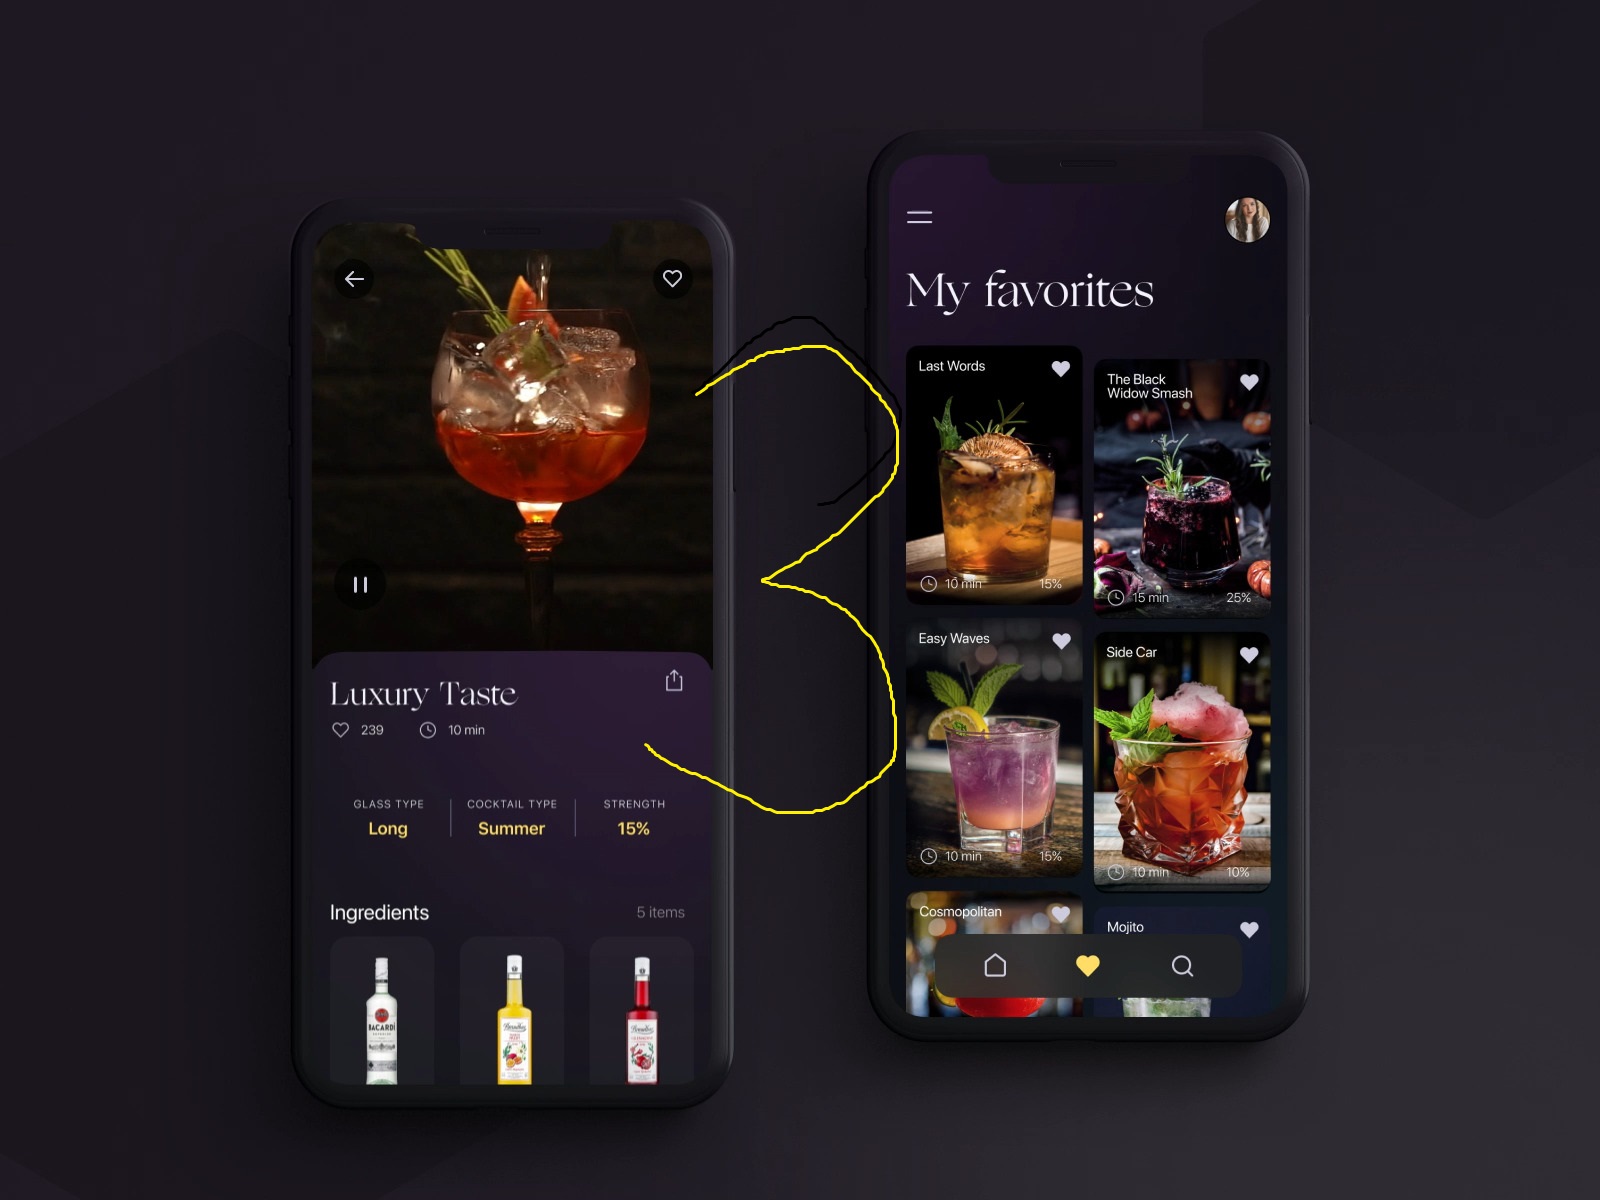 Luxury Taste
239 10 min
GLASS TYPE COCKTAIL TYPE STRENGTH
Long Summer 15%
Ingredients 5 items
BACARDÍ
3
My favorites
Last Words
10 min 15%
The Black
Widow Smash
15 min 25%
Easy Waves
10 min 15%
Side Car
10 min 10%
Cosmopolitan
Mojito